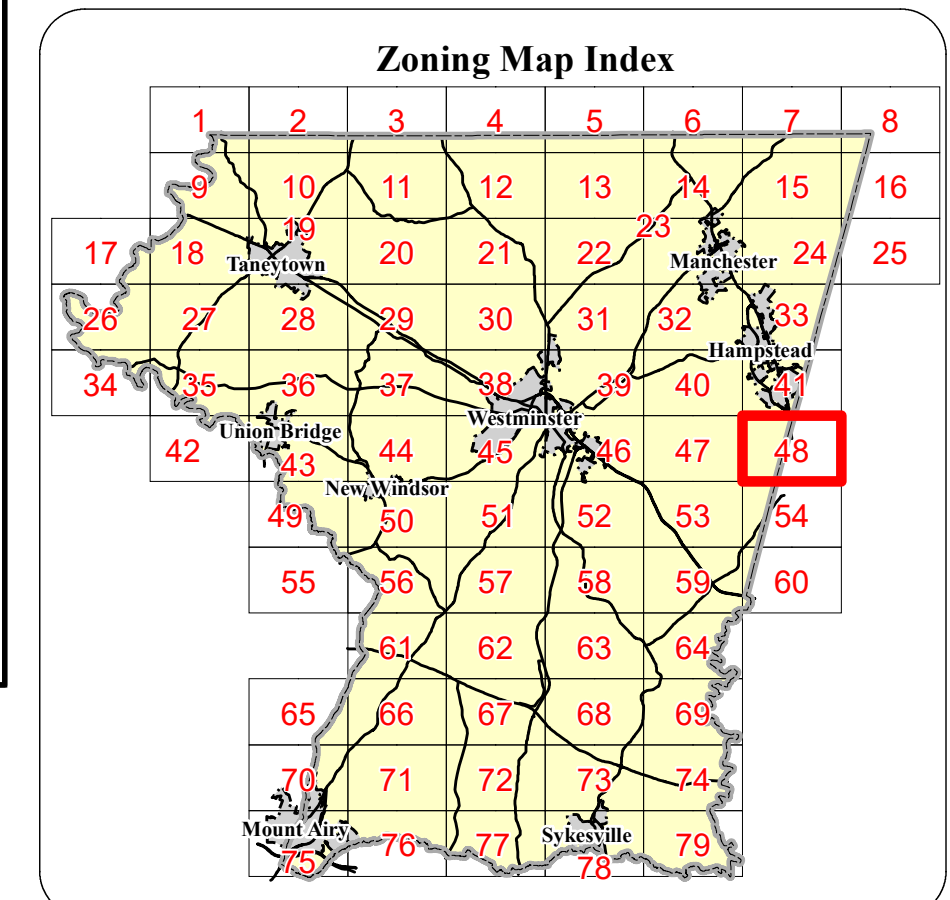 Zoning Map Index
1 2 3 4 5 6 7 8
9 10 11 12 13 14 15 16
17 18 19 20 21 22 23 24 25
Taneytown Manchester
26 27 28 29 30 31 32 33
Hampstead
34 35 36 37 38 39 40 41
Westminster
Union Bridge
42 43 44 45 46 47 48
New Windsor
49 50 51 52 53 54
55 56 57 58 59 60
61 62 63 64
65 66 67 68 69
70 71 72 73 74
Mount Airy Sykesville
75 76 77 78 79